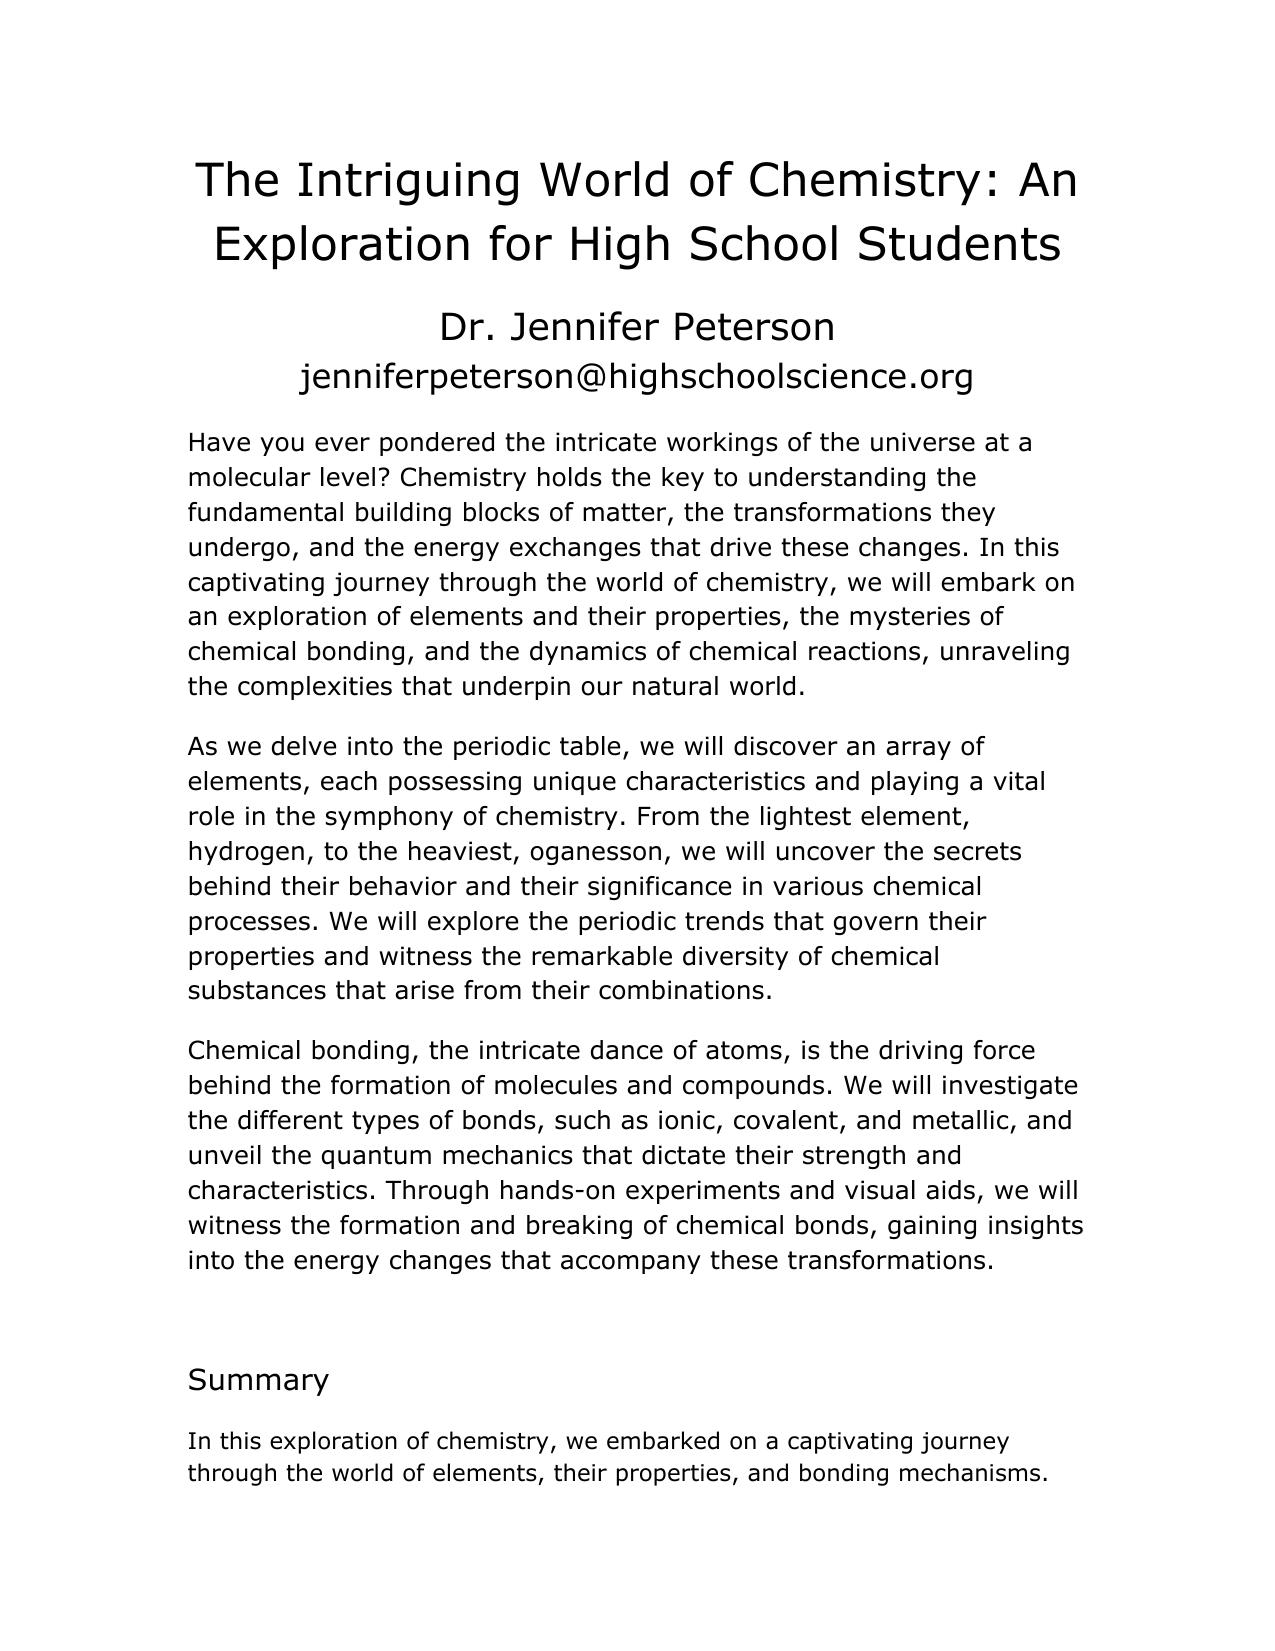 The Intriguing World of Chemistry: An
Exploration for High School Students
Dr. Jennifer Peterson
jenniferpeterson@highschoolscience.org
Have you ever pondered the intricate workings of the universe at a
molecular level? Chemistry holds the key to understanding the
fundamental building blocks of matter, the transformations they
undergo, and the energy exchanges that drive these changes. In this
captivating journey through the world of chemistry, we will embark on
an exploration of elements and their properties, the mysteries of
chemical bonding, and the dynamics of chemical reactions, unraveling
the complexities that underpin our natural world.
As we delve into the periodic table, we will discover an array of
elements, each possessing unique characteristics and playing a vital
role in the symphony of chemistry. From the lightest element,
hydrogen, to the heaviest, oganesson, we will uncover the secrets
behind their behavior and their significance in various chemical
processes. We will explore the periodic trends that govern their
properties and witness the remarkable diversity of chemical
substances that arise from their combinations.
Chemical bonding, the intricate dance of atoms, is the driving force
behind the formation of molecules and compounds. We will investigate
the different types of bonds, such as ionic, covalent, and metallic, and
unveil the quantum mechanics that dictate their strength and
characteristics. Through hands-on experiments and visual aids, we will
witness the formation and breaking of chemical bonds, gaining insights
into the energy changes that accompany these transformations.
Summary
In this exploration of chemistry, we embarked on a captivating journey
through the world of elements, their properties, and bonding mechanisms.